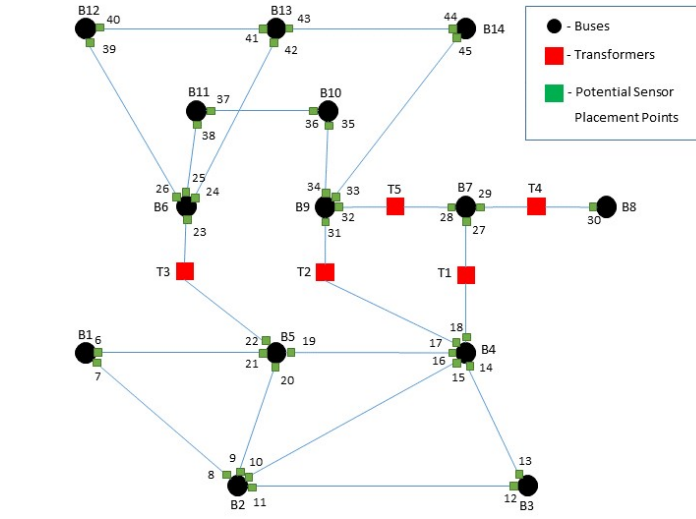 B12
40
41
B13
43
44
B14
39
42
45
- Buses
- Transformers
- Potential Sensor
Placement Points
B11
37
B10
38
36
35
25
26
24
B6
23
34
33
B9
32
31
T5
B7
28
29
27
T4
B8
30
T3
T2
T1
B1
6
7
22
21
B5
19
20
18
17
B4
16
15
14
9
8
10
11
B2
13
12
B3